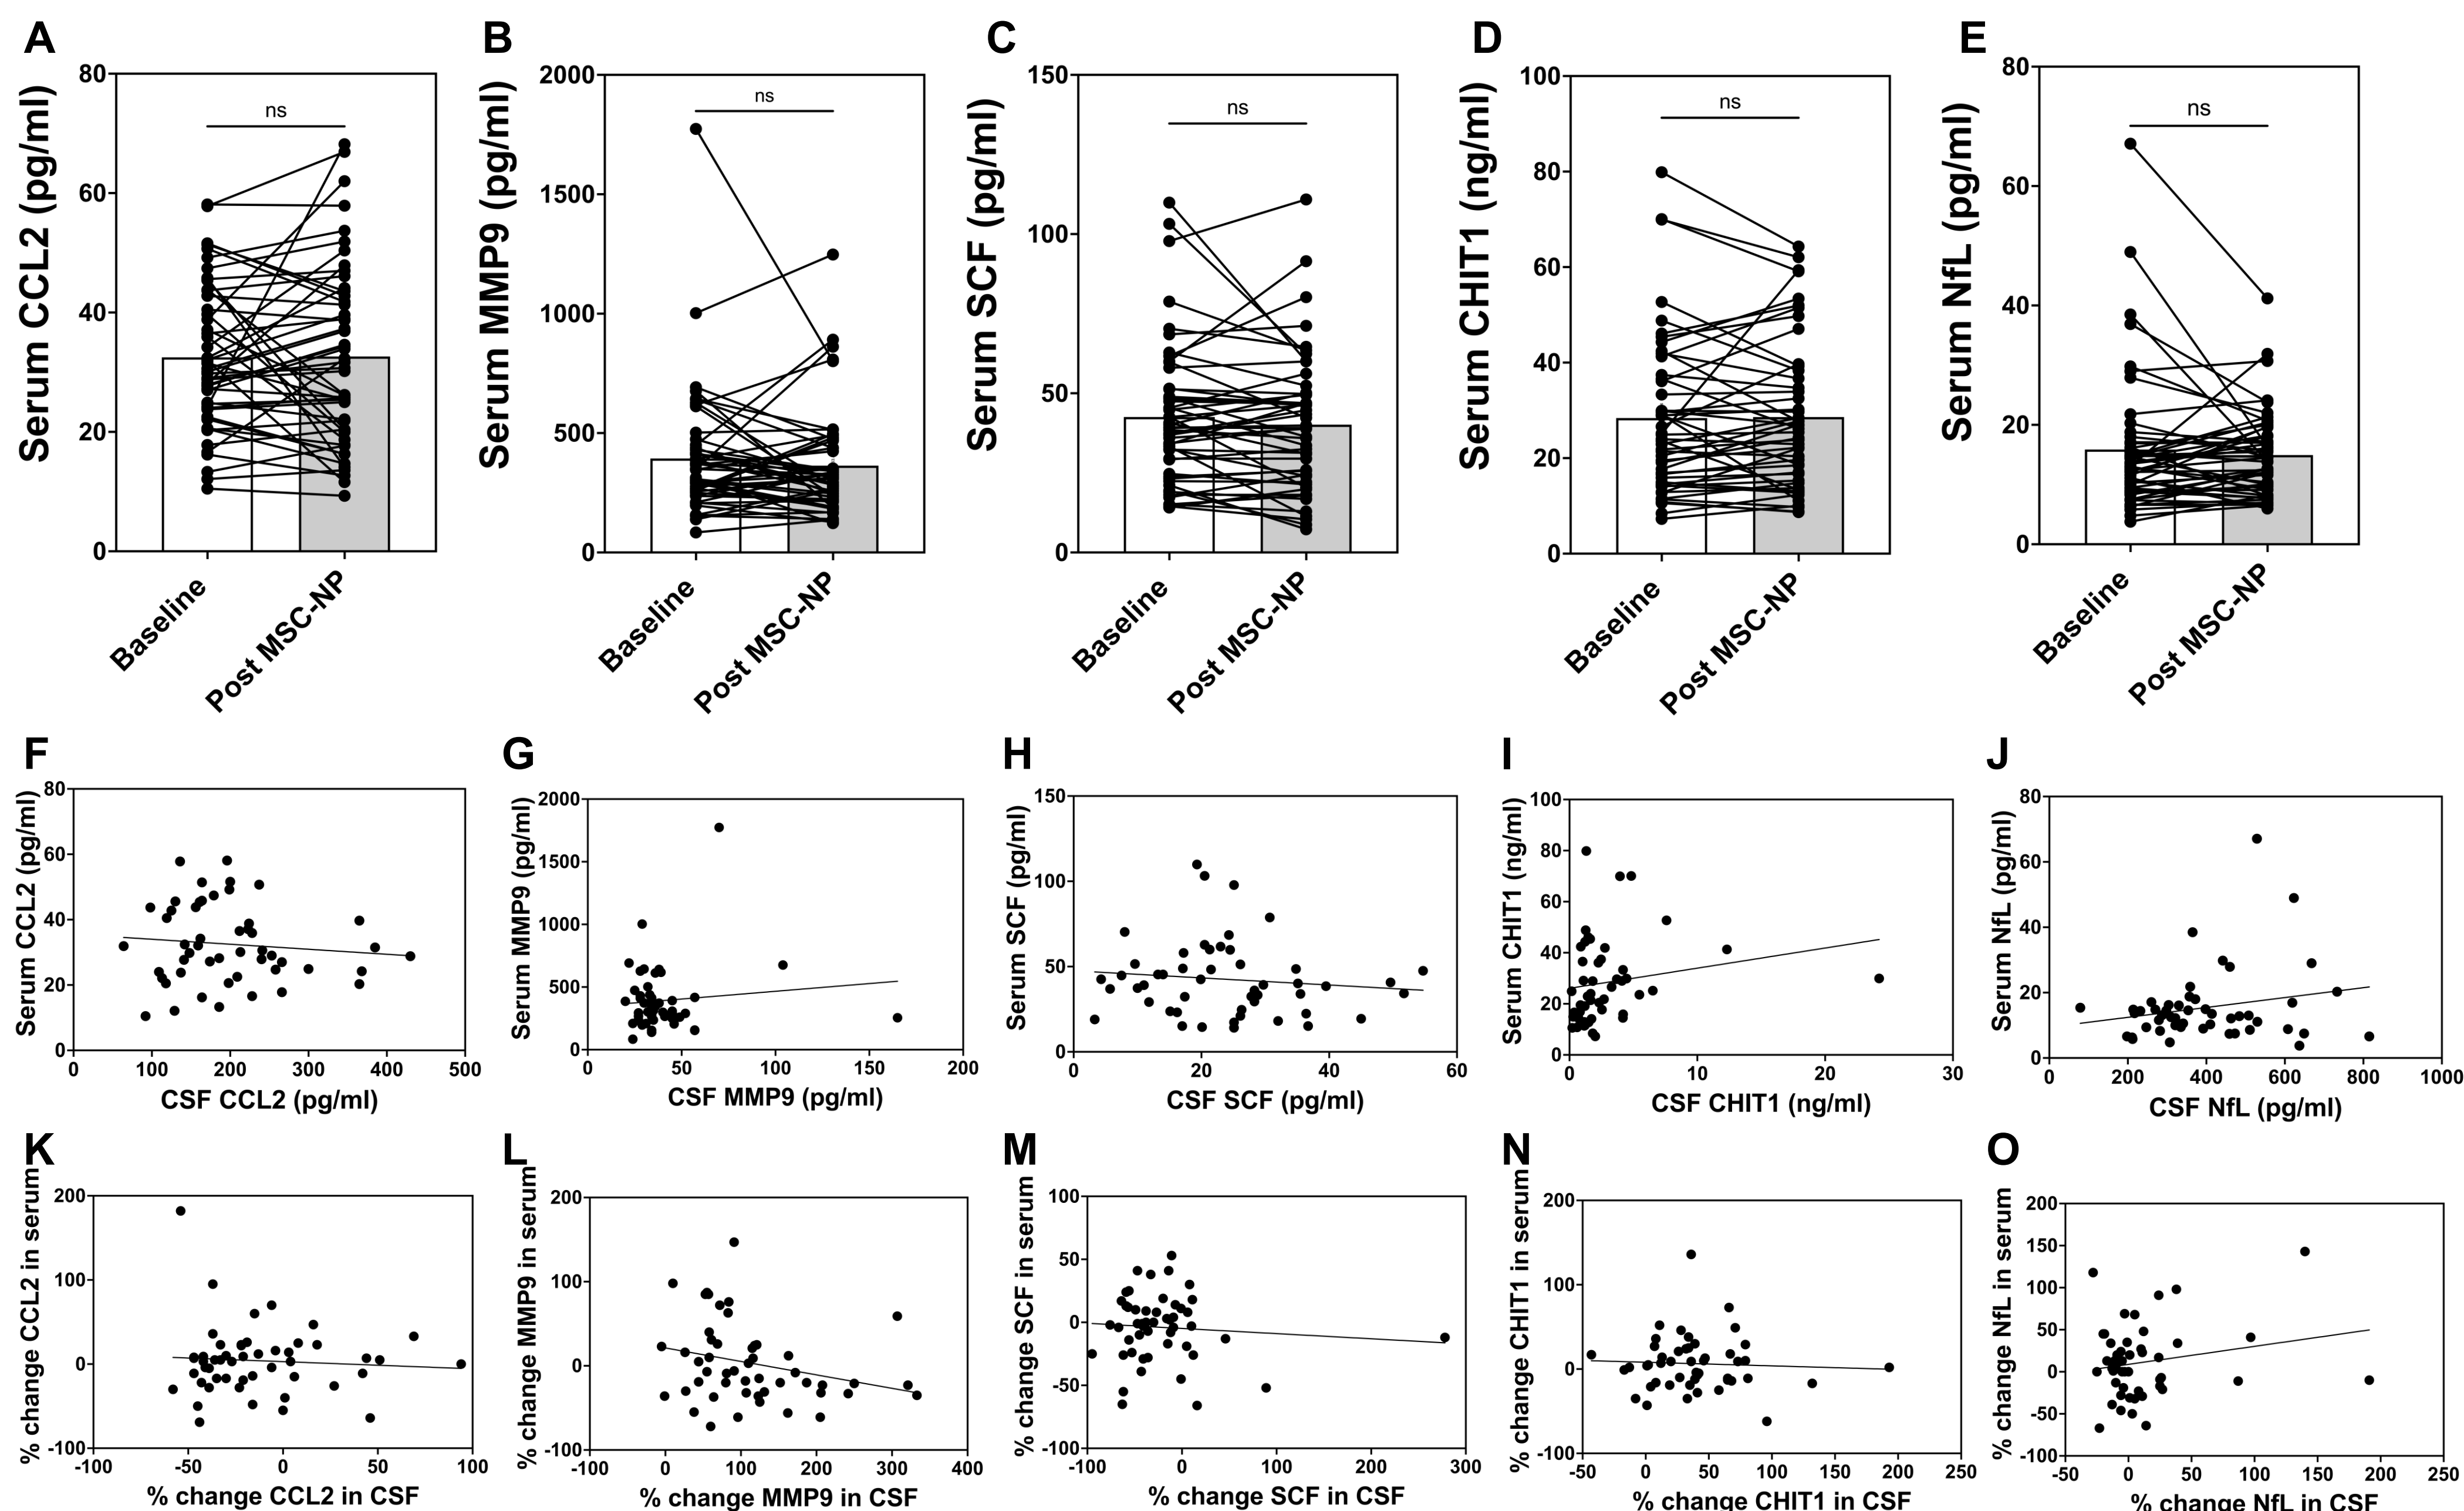 A
B
C
D
E
Serum CCL2 (pg/ml)
80
60
40
20
0
ns
Baseline
Post MSC-NP
Serum MMP9 (pg/ml)
2000
1500
1000
500
0
ns
Baseline
Post MSC-NP
Serum SCF (pg/ml)
150
100
50
0
ns
Baseline
Post MSC-NP
Serum CHIT1 (ng/ml)
100
80
60
40
20
0
ns
Baseline
Post MSC-NP
Serum NfL (pg/ml)
80
60
40
20
0
ns
Baseline
Post MSC-NP
F
G
H
I
J
Serum CCL2 (pg/ml)
80
60
40
20
0
0 100 200 300 400 500
CSF CCL2 (pg/ml)
Serum MMP9 (pg/ml)
2000
1500
1000
500
0
0 50 100 150 200
CSF MMP9 (pg/ml)
Serum SCF (pg/ml)
150
100
50
0
0 20 40 60
CSF SCF (pg/ml)
Serum CHIT1 (ng/ml)
100
80
60
40
20
0
0 10 20 30
CSF CHIT1 (ng/ml)
Serum NfL (pg/ml)
80
60
40
20
0
0 200 400 600 800 1000
CSF NfL (pg/ml)
K
L
M
N
O
% change CCL2 in serum
200
100
0
-100
-100 -50 0 50 100
% change CCL2 in CSF
% change MMP9 in serum
200
100
0
-100
-100 0 100 200 300 400
% change MMP9 in CSF
% change SCF in serum
100
50
0
-50
-100
-100 0 100 200 300
% change SCF in CSF
% change CHIT1 in serum
200
100
0
-100
-50 0 50 100 150 200 250
% change CHIT1 in CSF
% change NfL in serum
200
150
100
50
0
-50
-100
-50 0 50 100 150 200 250
% change NfL in CSF